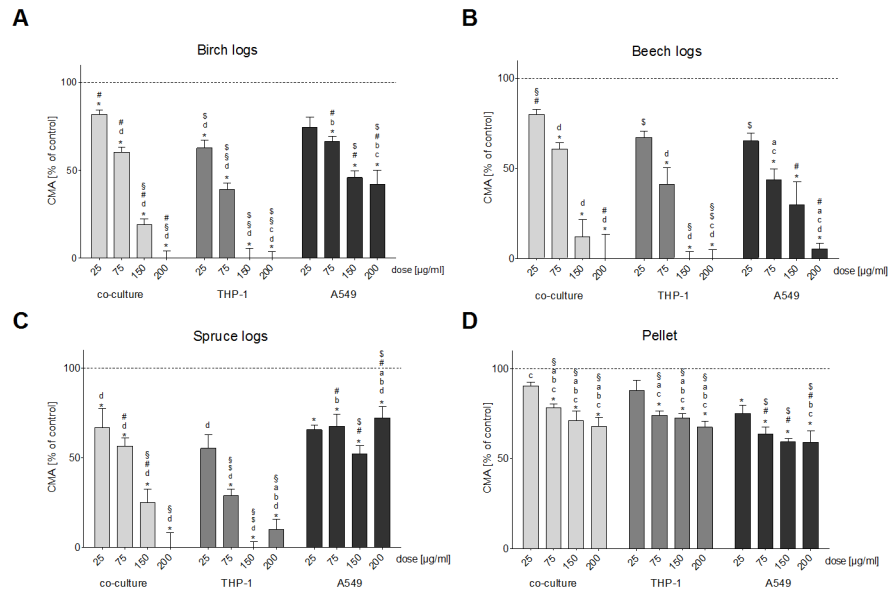 A
Birch logs
CMA [% of control]
100
50
0
#
*
#
d
*
§
#
d
*
#
§
d
*
$
d
*
$
§
d
*
$
§
d
*
$
§
c
d
*
#
b
*
$
#
*
$
#
b
c
*
25 75 150 200 25 75 150 200 25 75 150 200 dose [µg/ml]
co-culture THP-1 A549
B
Beech logs
CMA [% of control]
100
50
0
§
#
d
*
d
*
#
d
*
$
d
*
§
d
*
§
$
c
d
*
$
a
c
*
#
*
#
a
c
d
*
25 75 150 200 25 75 150 200 25 75 150 200 dose [µg/ml]
co-culture THP-1 A549
C
Spruce logs
CMA [% of control]
100
50
0
d
*
#
d
*
§
#
d
*
§
d
*
d
§
$
d
*
§
$
d
*
§
a
b
d
*
*
#
b
*
$
#
*
$
#
a
b
d
*
25 75 150 200 25 75 150 200 25 75 150 200 dose [µg/ml]
co-culture THP-1 A549
D
Pellet
CMA [% of control]
100
50
0
c
§
a
b
c
*
§
a
b
c
*
§
a
b
c
*
§
a
c
*
§
a
b
c
*
§
a
b
c
*
*
$
#
*
$
#
*
$
#
b
c
*
25 75 150 200 25 75 150 200 25 75 150 200 dose [µg/ml]
co-culture THP-1 A549